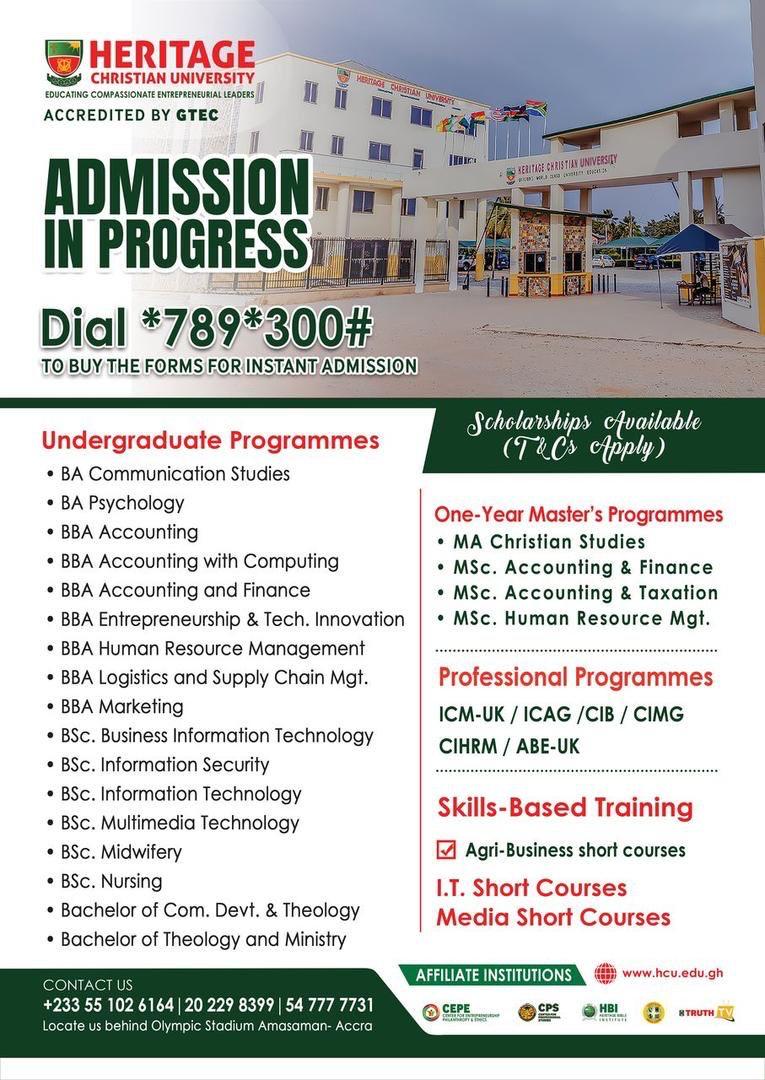 HERITAGE
CHRISTIAN UNIVERSITY
EDUCATING COMPASSIONATE ENTREPRENEURIAL LEADERS
ACCREDITED BY GTEC
HERITAGE CHRISTIAN UNIVERSITY
HERITAGE CHRISTIAN UNIVERSITY
ADMISSION
IN PROGRESS
Dial *789*300#
TO BUY THE FORMS FOR INSTANT ADMISSION
Scholarships Available
(T&Cs Apply)
Undergraduate Programmes
• BA Communication Studies
• BA Psychology
• BBA Accounting
• BBA Accounting with Computing
• BBA Accounting and Finance
• BBA Entrepreneurship & Tech. Innovation
• BBA Human Resource Management
• BBA Logistics and Supply Chain Mgt.
• BBA Marketing
• BSc. Business Information Technology
• BSc. Information Security
• BSc. Information Technology
• BSc. Multimedia Technology
• BSc. Midwifery
• BSc. Nursing
• Bachelor of Com. Devt. & Theology
• Bachelor of Theology and Ministry
One-Year Master's Programmes
• MA Christian Studies
• MSc. Accounting & Finance
• MSc. Accounting & Taxation
• MSc. Human Resource Mgt.
Professional Programmes
ICM-UK / ICAG /CIB / CIMG
CIHRM / ABE-UK
Skills-Based Training
Agri-Business short courses
I.T. Short Courses
Media Short Courses
CONTACT US
+233 55 102 6164|20 229 8399|54 777 7731
Locate us behind Olympic Stadium Amasaman- Accra
AFFILIATE INSTITUTIONS
www.hcu.edu.gh
CEPE
CENTER FOR ENTREPRENEURSHIP
PHILANTHROPY & ETHICS
CPS
HBI
HERITAGE BIBLE
INSTITUTE
TRUTH TV